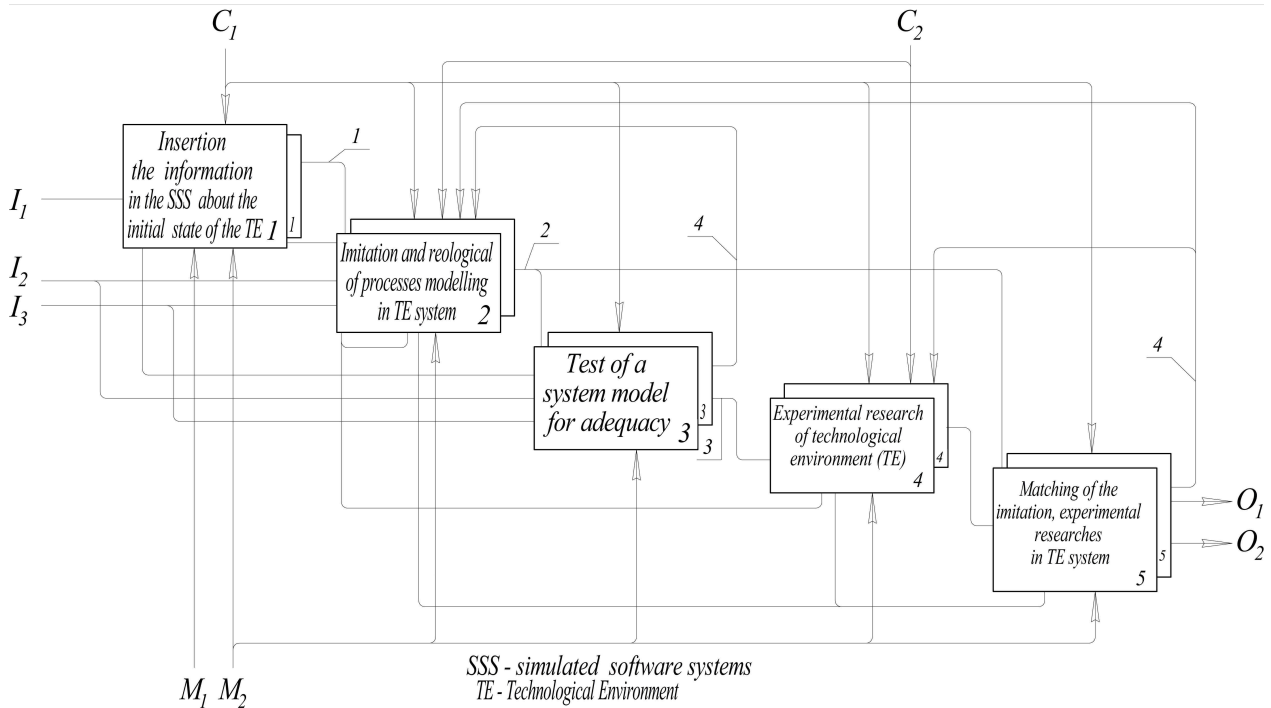 C1
C2
Insertion
the information
in the SSS about the
initial state of the TE 1
1
1
I1
I2
I3
Imitation and reological
of processes modelling
in TE system 2
2
4
Test of a
system model
for adequacy 3
3
3
Experimental research
of technological
environment (TE)
4
4
4
Matching of the
imitation, experimental
researches
in TE system
5
5
O1
O2
M1 M2
SSS - simulated software systems
TE - Technological Environment